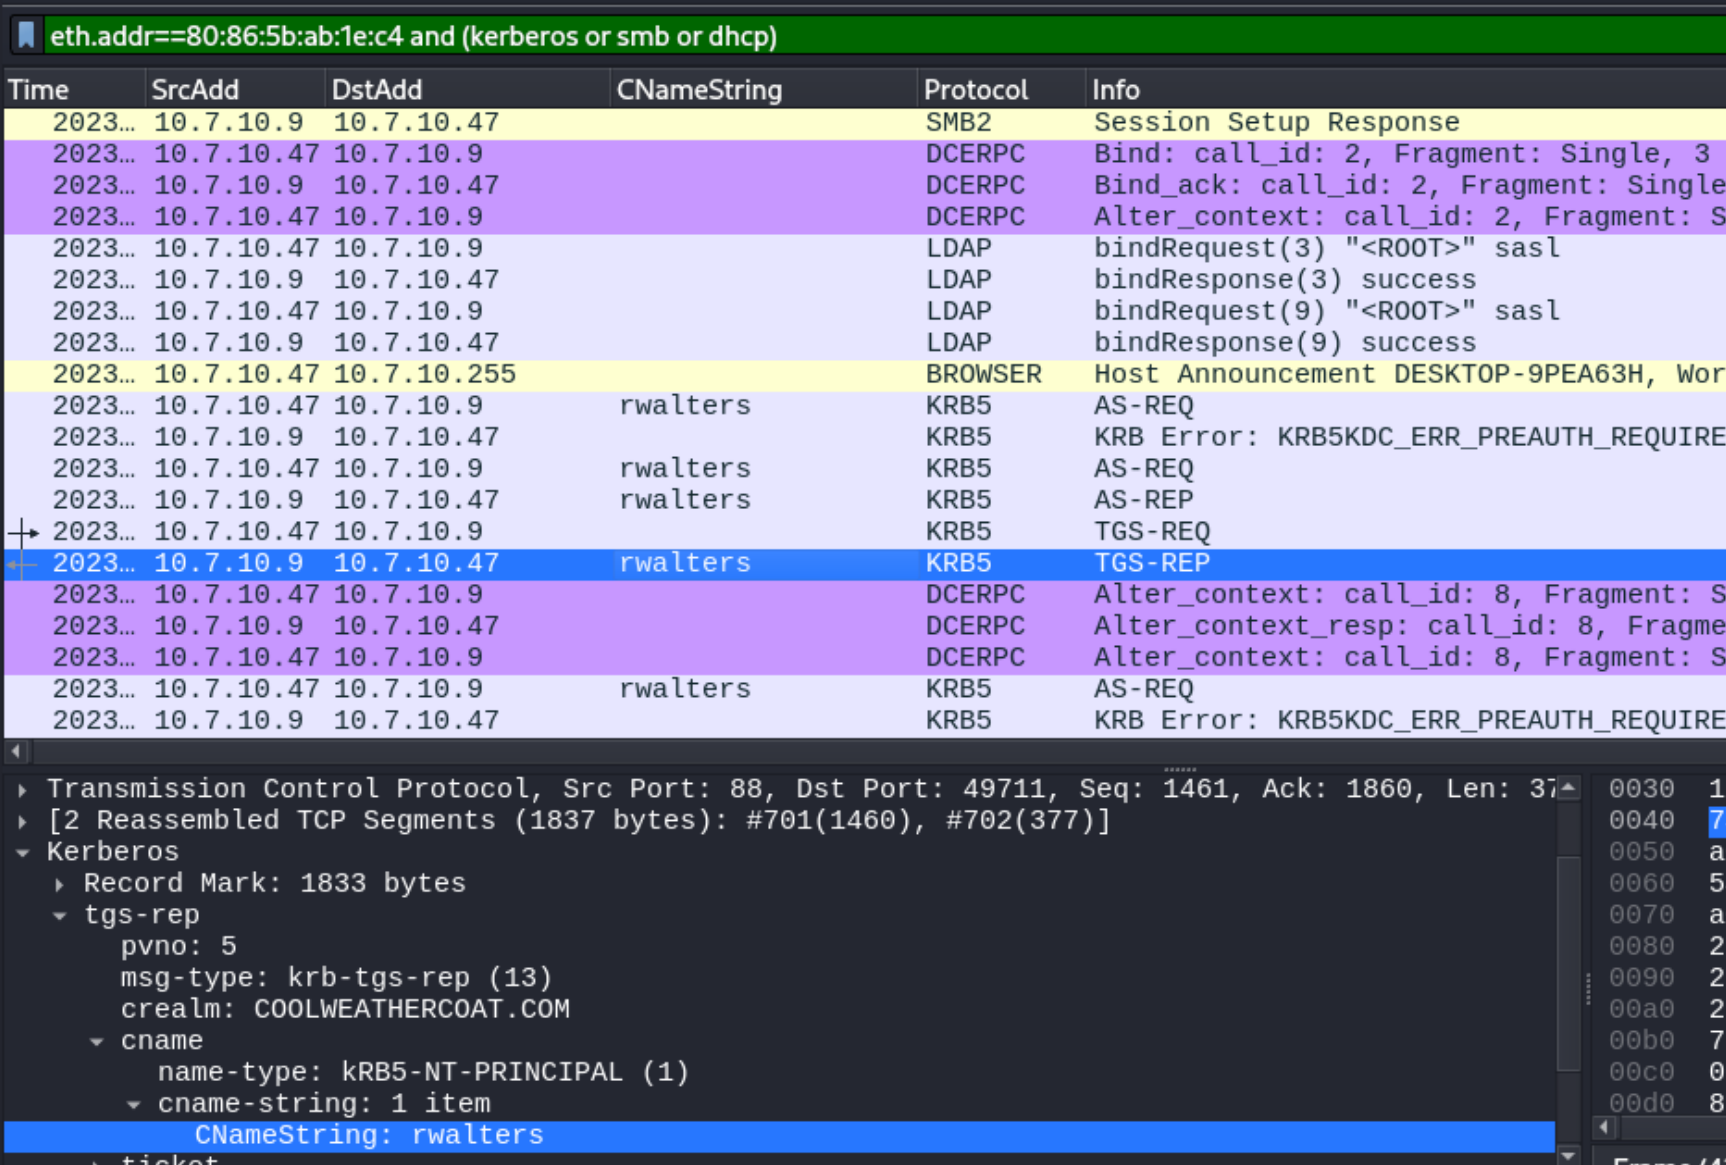 eth.addr==80:86:5b:ab:1e:c4 and (kerberos or smb or dhcp)
Time SrcAdd DstAdd CNameString Protocol Info
2023… 10.7.10.9 10.7.10.47 SMB2 Session Setup Response
2023… 10.7.10.47 10.7.10.9 DCERPC Bind: call_id: 2, Fragment: Single, 3
2023… 10.7.10.9 10.7.10.47 DCERPC Bind_ack: call_id: 2, Fragment: Single
2023… 10.7.10.47 10.7.10.9 DCERPC Alter_context: call_id: 2, Fragment: S
2023… 10.7.10.47 10.7.10.9 LDAP bindRequest(3) "<ROOT>" sasl
2023… 10.7.10.9 10.7.10.47 LDAP bindResponse(3) success
2023… 10.7.10.47 10.7.10.9 LDAP bindRequest(9) "<ROOT>" sasl
2023… 10.7.10.9 10.7.10.47 LDAP bindResponse(9) success
2023… 10.7.10.47 10.7.10.255 BROWSER Host Announcement DESKTOP-9PEA63H, Wor
2023… 10.7.10.47 10.7.10.9 rwalters KRB5 AS-REQ
2023… 10.7.10.9 10.7.10.47 KRB5 KRB Error: KRB5KDC_ERR_PREAUTH_REQUIRE
2023… 10.7.10.47 10.7.10.9 rwalters KRB5 AS-REQ
2023… 10.7.10.9 10.7.10.47 rwalters KRB5 AS-REP
2023… 10.7.10.47 10.7.10.9 KRB5 TGS-REQ
2023… 10.7.10.9 10.7.10.47 rwalters KRB5 TGS-REP
2023… 10.7.10.47 10.7.10.9 DCERPC Alter_context: call_id: 8, Fragment: S
2023… 10.7.10.9 10.7.10.47 DCERPC Alter_context_resp: call_id: 8, Fragme
2023… 10.7.10.47 10.7.10.9 DCERPC Alter_context: call_id: 8, Fragment: S
2023… 10.7.10.47 10.7.10.9 rwalters KRB5 AS-REQ
2023… 10.7.10.9 10.7.10.47 KRB5 KRB Error: KRB5KDC_ERR_PREAUTH_REQUIRE
Transmission Control Protocol, Src Port: 88, Dst Port: 49711, Seq: 1461, Ack: 1860, Len: 37
[2 Reassembled TCP Segments (1837 bytes): #701(1460), #702(377)]
Kerberos
Record Mark: 1833 bytes
tgs-rep
pvno: 5
msg-type: krb-tgs-rep (13)
crealm: COOLWEATHERCOAT.COM
cname
name-type: kRB5-NT-PRINCIPAL (1)
cname-string: 1 item
CNameString: rwalters
ticket
0030 1
0040 7
0050 a
0060 5
0070 a
0080 2
0090 2
00a0 2
00b0 7
00c0 0
00d0 8